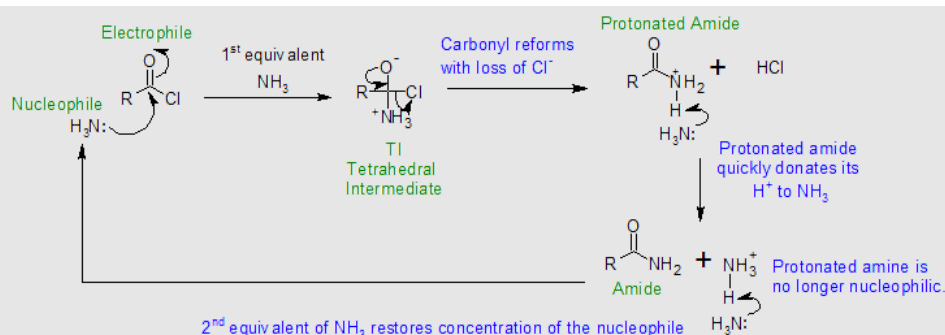 Electrophile
O
R
Cl
Nucleophile
H₃N:
1ˢᵗ equivalent
NH₃
O⁻
R
Cl
⁺NH₃
TI
Tetrahedral
Intermediate
Carbonyl reforms
with loss of Cl⁻
Protonated Amide
O
R
⁺NH₂
H
H₃N:
+
HCl
Protonated amide
quickly donates its
H⁺ to NH₃
O
R
NH₂
Amide
+
NH₃⁺
H
H₃N:
Protonated amine is
no longer nucleophilic.
2ⁿᵈ equivalent of NH₃ restores concentration of the nucleophile